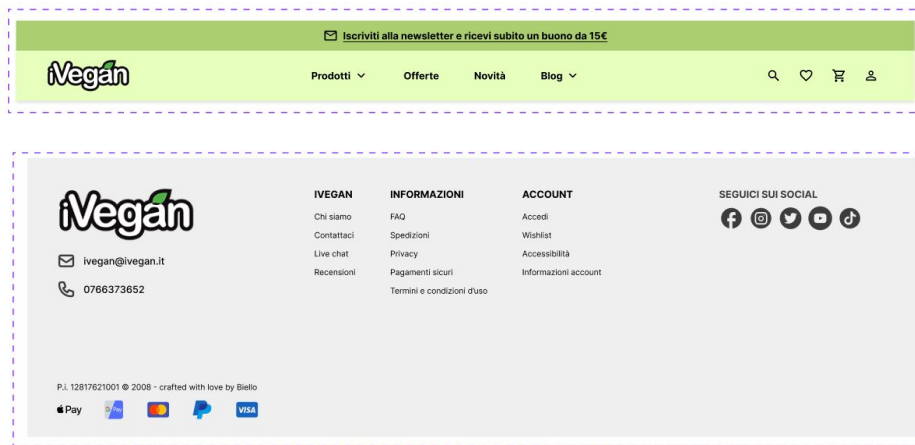 Iscriviti alla newsletter e ricevi subito un buono da 15€
iVegan
Prodotti
Offerte
Novità
Blog
iVegan
ivegan@ivegan.it
0766373652
IVEGAN
Chi siamo
Contattaci
Live chat
Recensioni
INFORMAZIONI
FAQ
Spedizioni
Privacy
Pagamenti sicuri
Termini e condizioni d'uso
ACCOUNT
Accedi
Wishlist
Accessibilità
Informazioni account
SEGUICI SUI SOCIAL
P.i. 12817621001 © 2008 - crafted with love by Biello
Pay
Pay
VISA